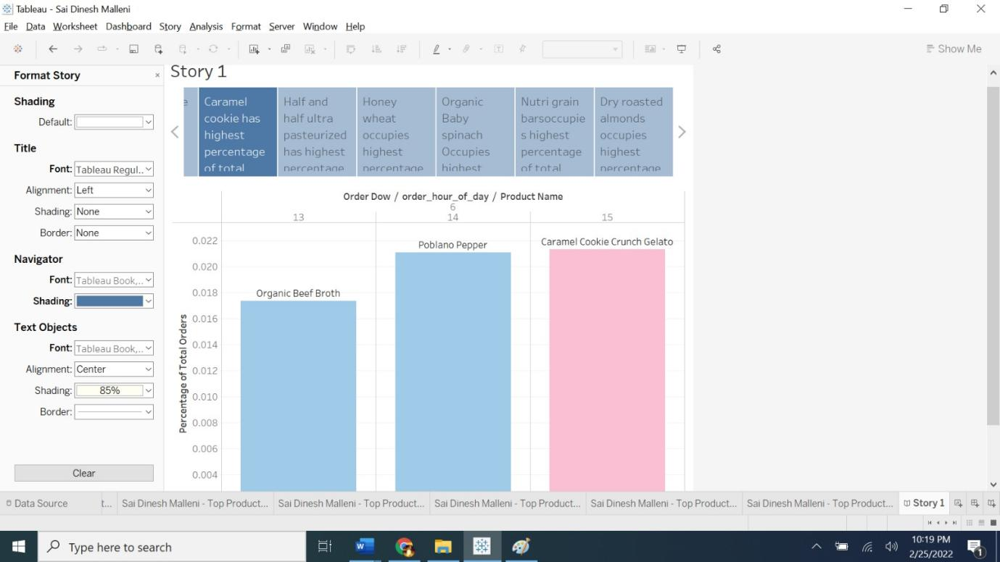 Tableau - Sai Dinesh Malleni
File Data Worksheet Dashboard Story Analysis Format Server Window Help
Show Me
Format Story
Shading
Default:
Title
Font: Tableau Regul..
Alignment: Left
Shading: None
Border: None
Navigator
Font: Tableau Book,..
Shading:
Text Objects
Font: Tableau Book,..
Alignment: Center
Shading: 85%
Border:
Clear
Story 1
e
Caramel
cookie has
highest
percentage
of total
Half and
half ultra
pasteurized
has highest
percentage
Honey
wheat
occupies
highest
percentage
Organic
Baby
spinach
Occupies
highest
Nutri grain
barsoccupie
s highest
percentage
of total
Dry roasted
almonds
occupies
highest
percentage
Order Dow / order_hour_of_day / Product Name
6
13 14 15
Percentage of Total Orders
0.022
0.020
0.018
0.016
0.014
0.012
0.010
0.008
0.006
0.004
Organic Beef Broth
Poblano Pepper
Caramel Cookie Crunch Gelato
Data Source t... Sai Dinesh Malleni - Top Product... Sai Dinesh Malleni - Top Product... Sai Dinesh Malleni - Top Product... Sai Dinesh Malleni - Top Product... Sai Dinesh Malleni - Top Product... Story 1
Type here to search
W
10:19 PM
2/25/2022
1